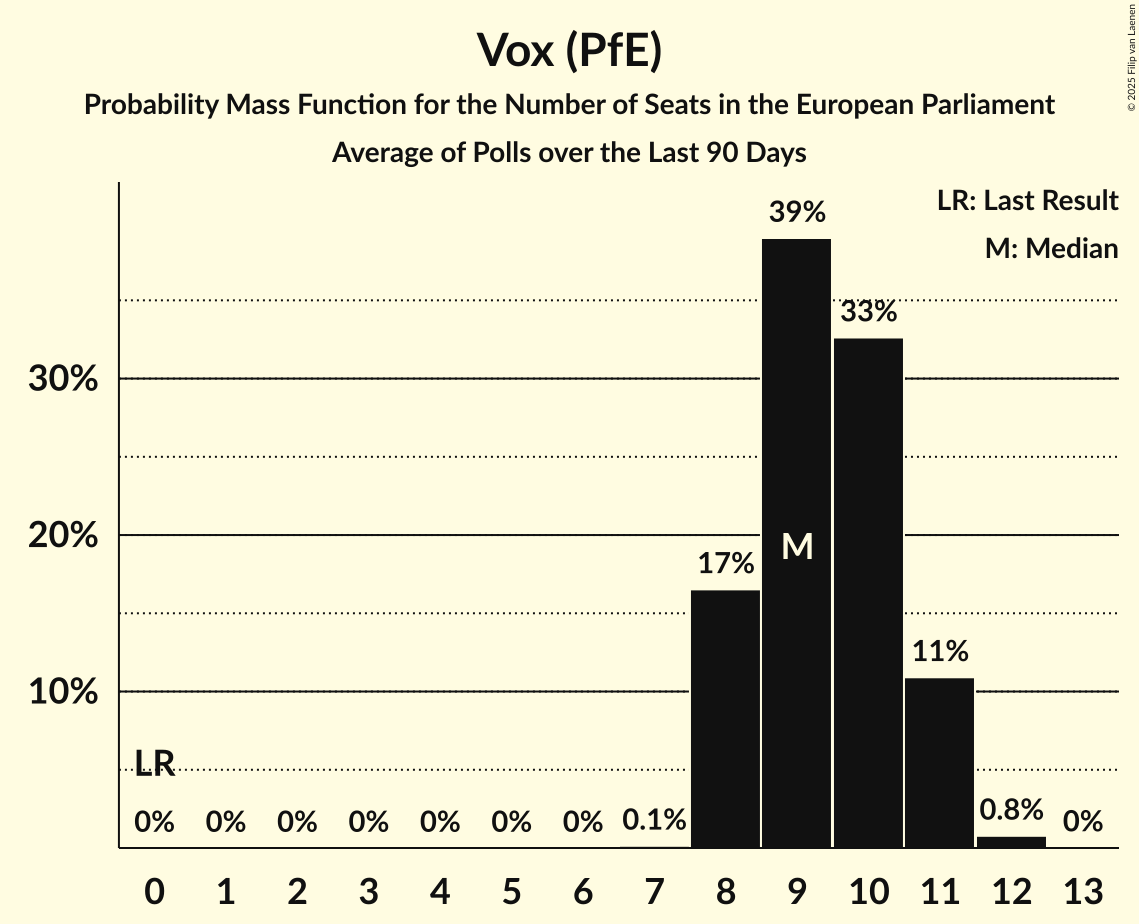 Vox (PfE)
Probability Mass Function for the Number of Seats in the European Parliament
Average of Polls over the Last 90 Days
© 2025 Filip van Laenen
LR: Last Result
M: Median
39%
33%
30%
20%
17%
M
11%
10%
LR
0% 0% 0% 0% 0% 0% 0% 0.1% 0.8% 0%
0 1 2 3 4 5 6 7 8 9 10 11 12 13